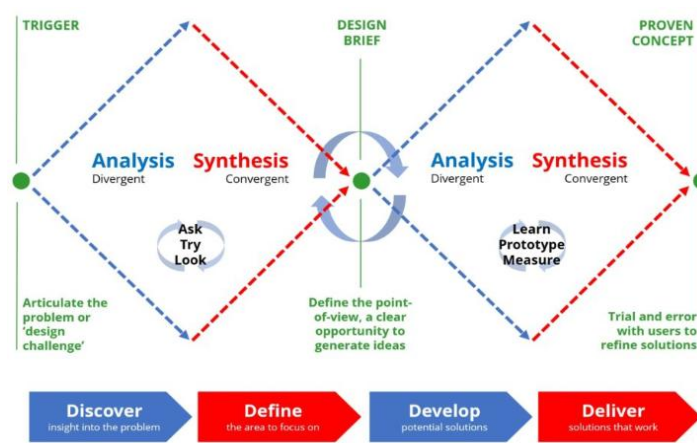 TRIGGER
DESIGN
BRIEF
PROVEN
CONCEPT
Analysis
Divergent
Synthesis
Convergent
Analysis
Divergent
Synthesis
Convergent
Ask
Try
Look
Learn
Prototype
Measure
Articulate the
problem or
‘design
challenge’
Define the point-
of-view, a clear
opportunity to
generate ideas
Trial and error
with users to
refine solutions
Discover
insight into the problem
Define
the area to focus on
Develop
potential solutions
Deliver
solutions that work